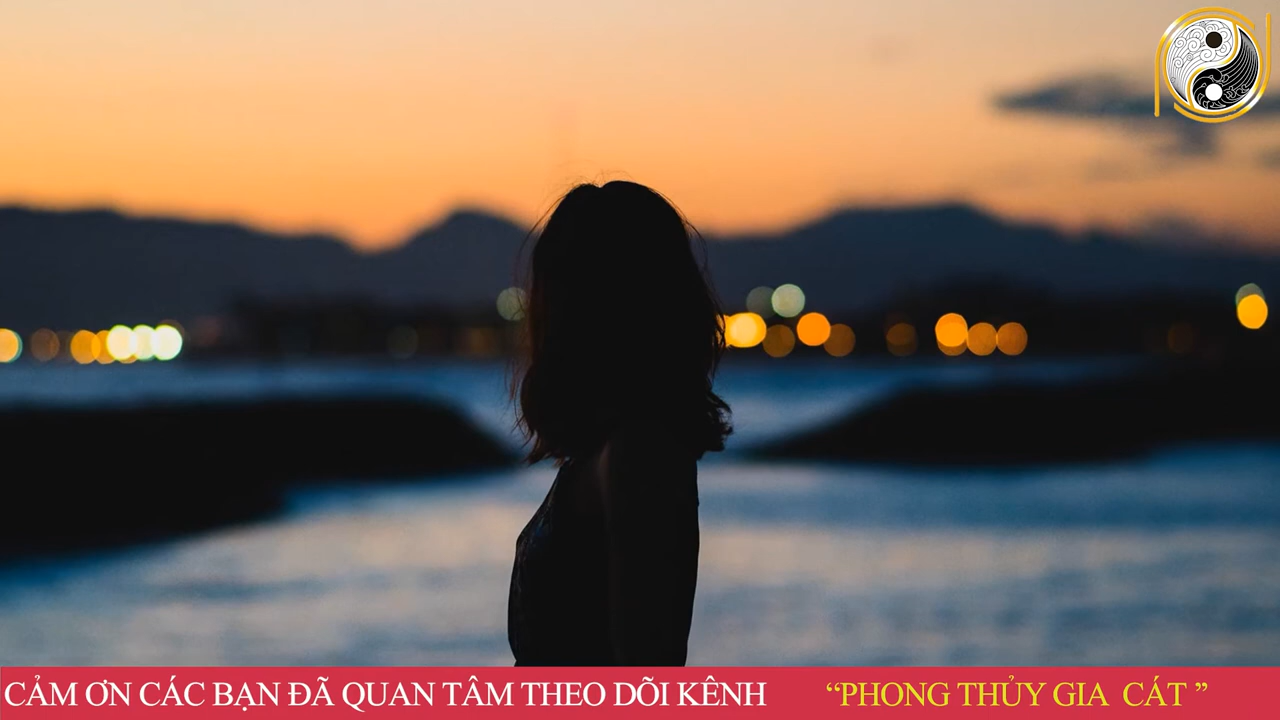 CẢM ƠN CÁC BẠN ĐÃ QUAN TÂM THEO DÕI KÊNH “PHONG THỦY GIA CÁT ”